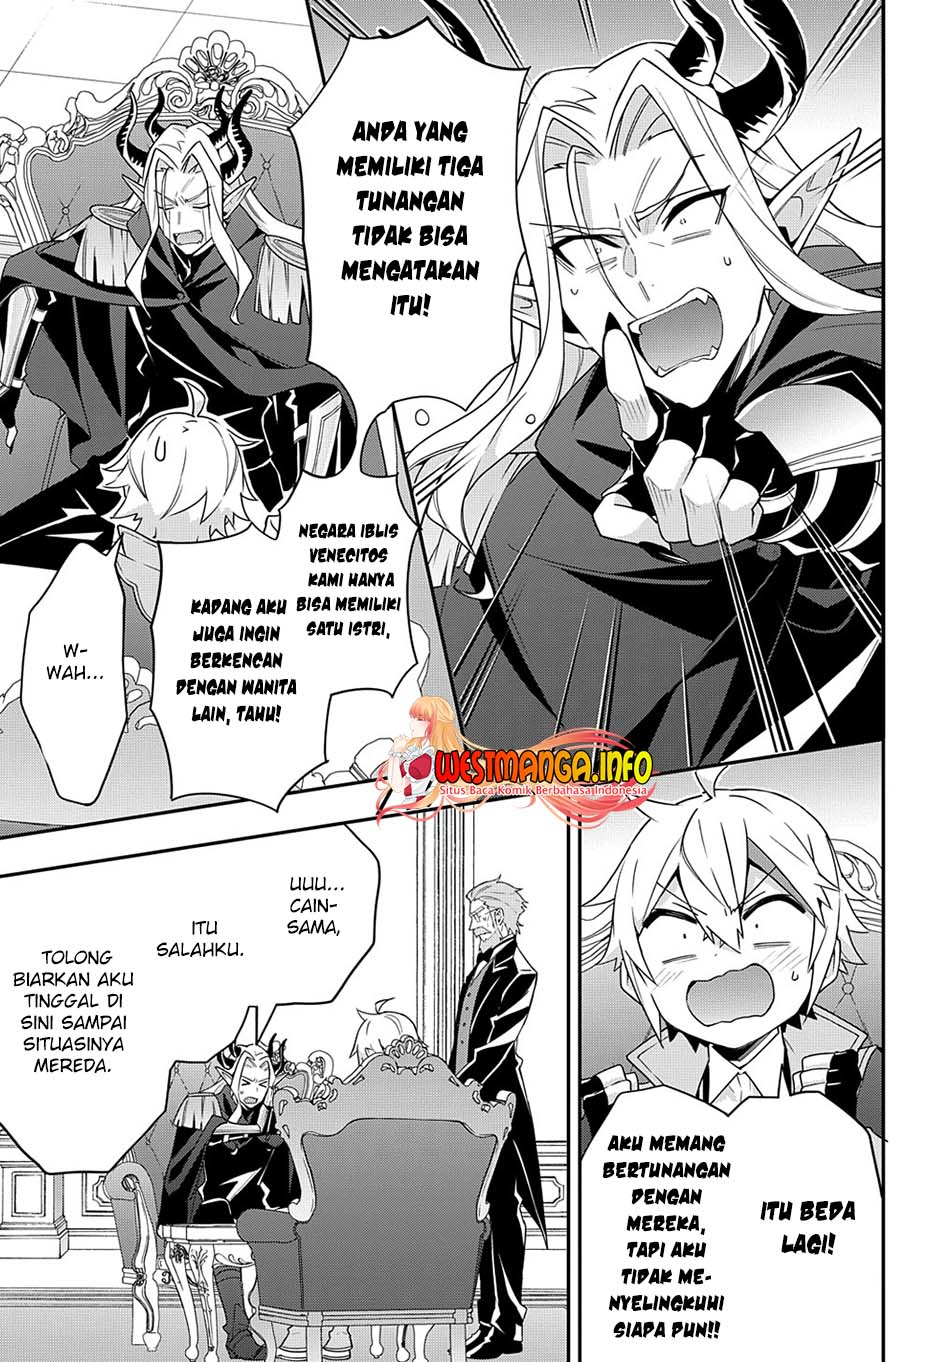 ANDA YANG
MEMILIKI TIGA
TUNANGAN
TIDAK BISA
MENGATAKAN
ITU!
NEGARA IBLIS
VENECITOS
KAMI HANYA
BISA MEMILIKI
SATU ISTRI,
KADANG AKU
JUGA INGIN
BERKENCAN
DENGAN WANITA
LAIN, TAHU!
W-
WAH...
WESTMANGA.INFO
Situs Baca Komik Berbahasa Indonesia
ITU BEDA
LAGI!
AKU MEMANG
BERTUNANGAN
DENGAN
MEREKA,
TAPI AKU
TIDAK ME-
NYELINGKUHI
SIAPA PUN!!
UUU...
CAIN-
SAMA,
ITU
SALAHKU.
TOLONG
BIARKAN AKU
TINGGAL DI
SINI SAMPAI
SITUASINYA
MEREDA.